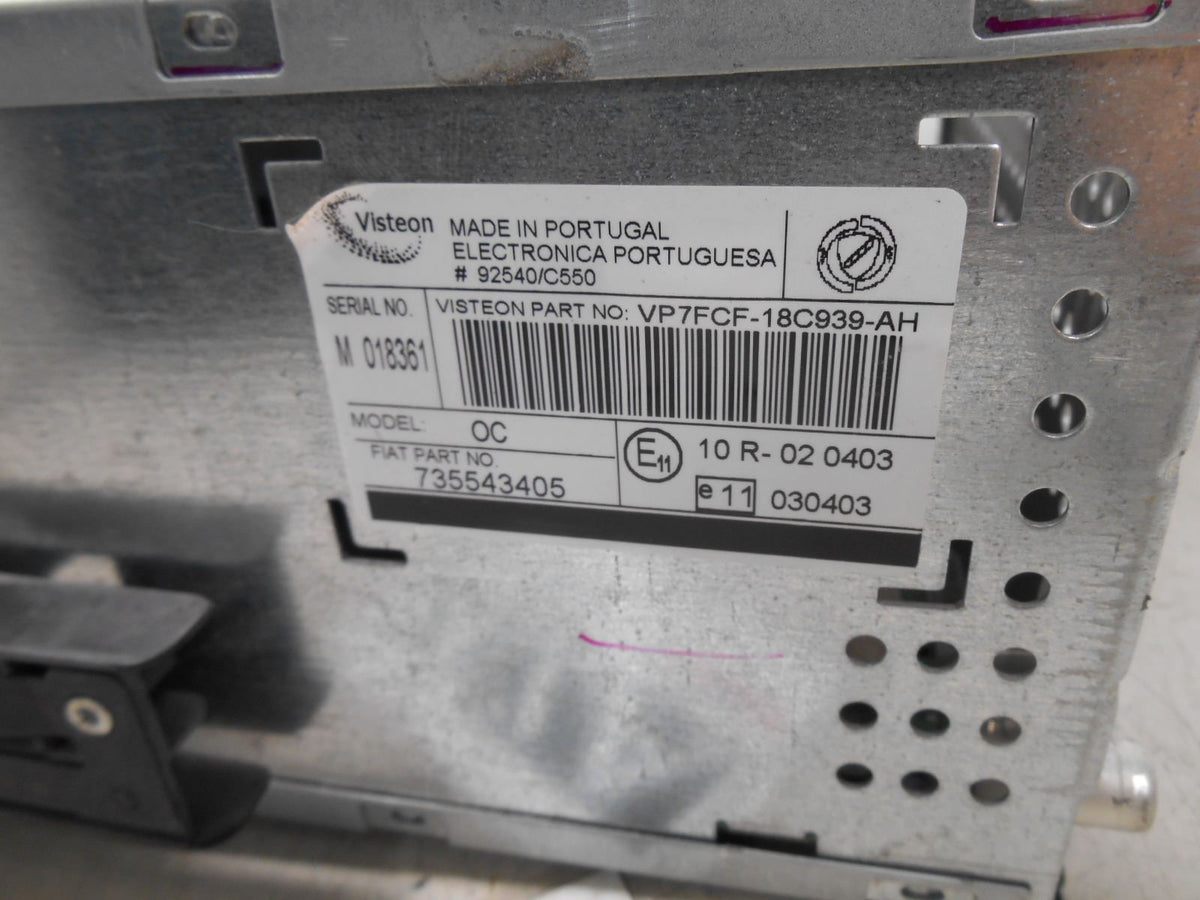 Visteon
MADE IN PORTUGAL
ELECTRONICA PORTUGUESA
# 92540/C550
SERIAL NO.
M 018361
VISTEON PART NO: VP7FCF-18C939-AH
MODEL: OC
FIAT PART NO.
735543405
E11 10 R- 02 0403
e 11 030403